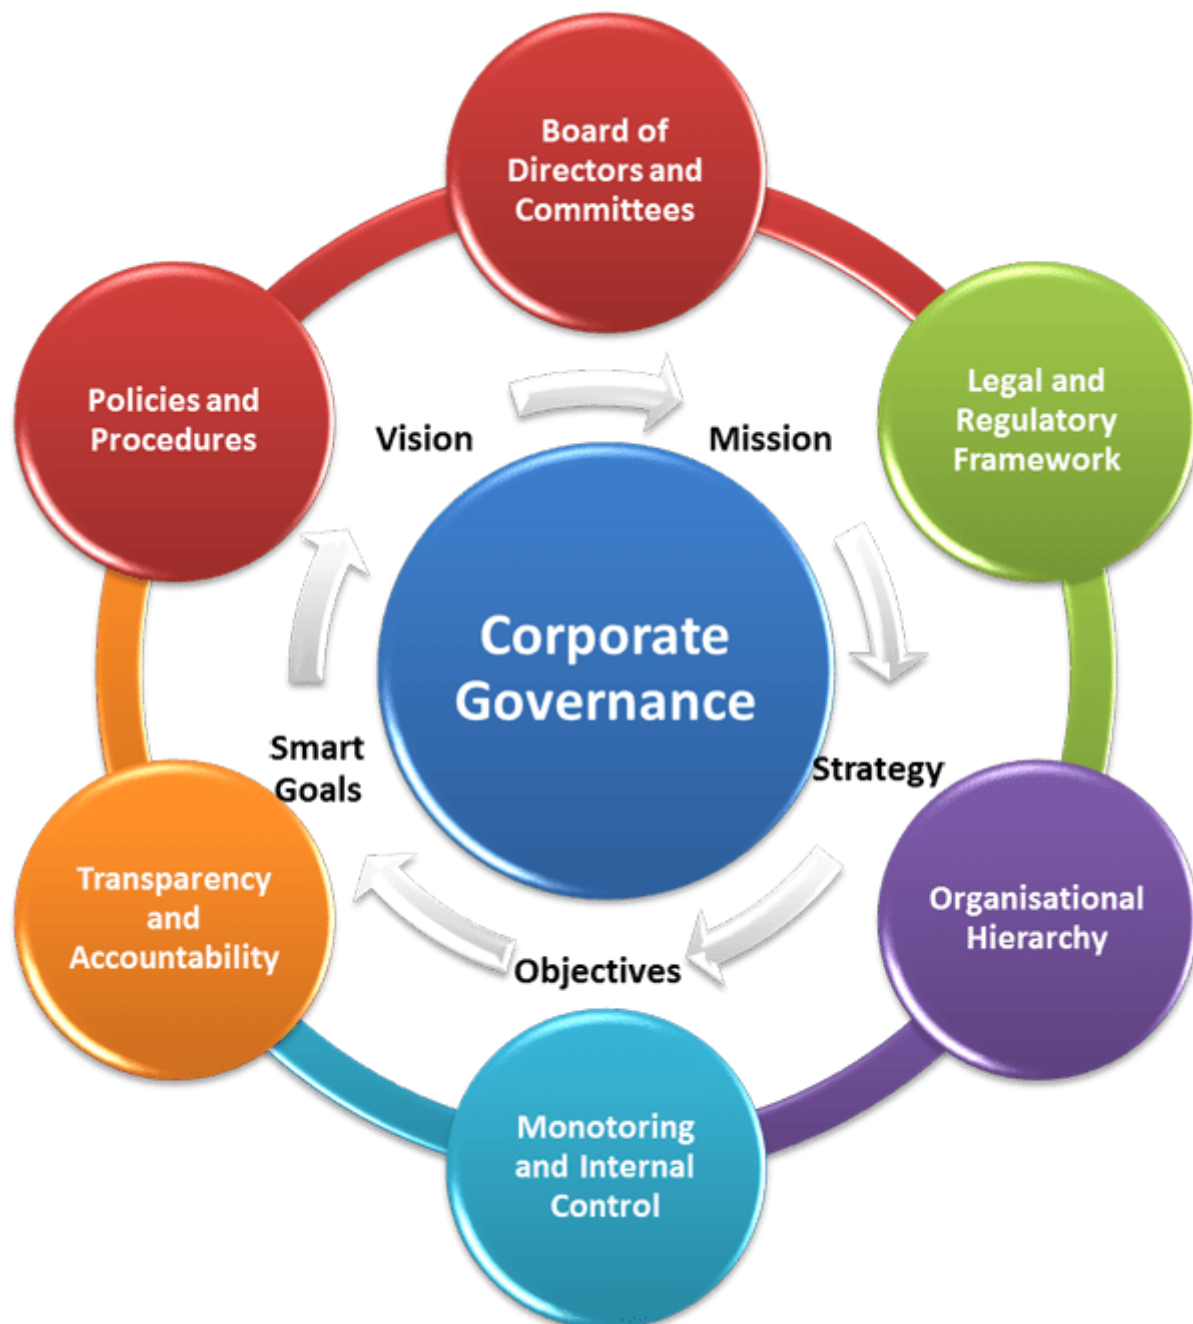 Board of
Directors and
Committees
Policies and
Procedures
Legal and
Regulatory
Framework
Vision
Mission
Corporate
Governance
Smart
Goals
Strategy
Transparency
and
Accountability
Organisational
Hierarchy
Objectives
Monotoring
and Internal
Control